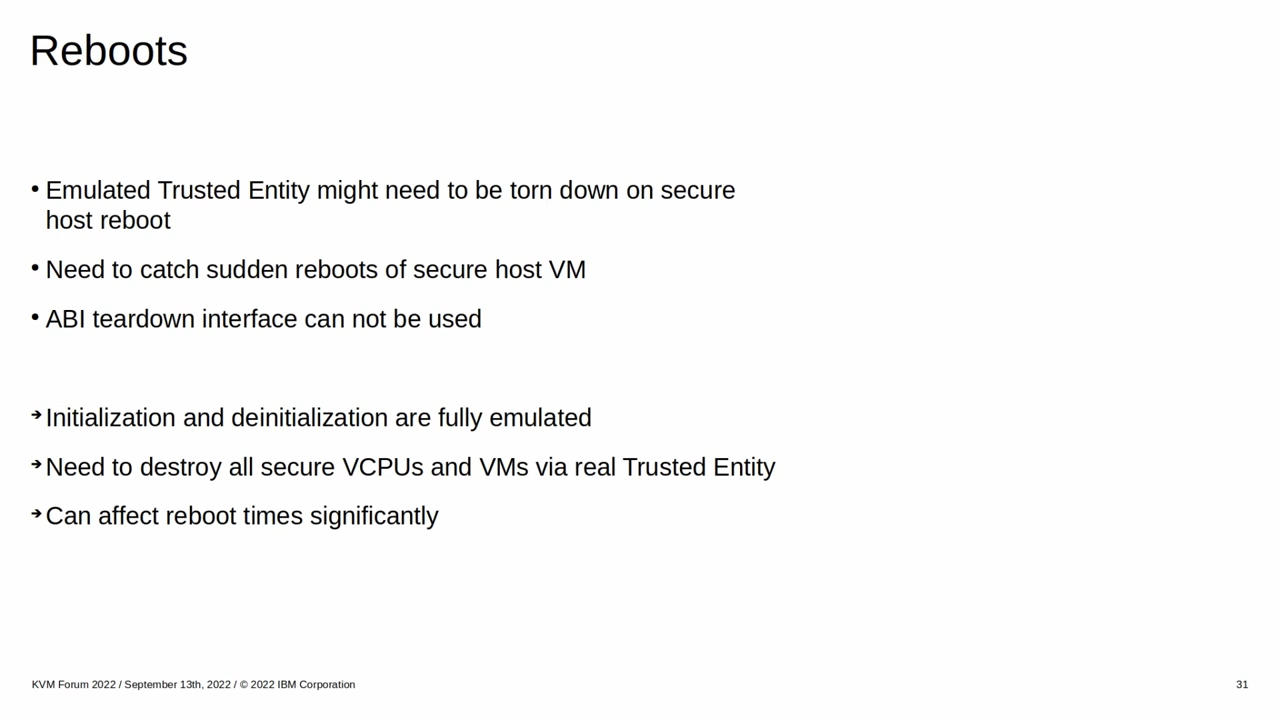 Reboots
• Emulated Trusted Entity might need to be torn down on secure
host reboot
• Need to catch sudden reboots of secure host VM
• ABI teardown interface can not be used
➔ Initialization and deinitialization are fully emulated
➔ Need to destroy all secure VCPUs and VMs via real Trusted Entity
➔ Can affect reboot times significantly
KVM Forum 2022 / September 13th, 2022 / © 2022 IBM Corporation
31